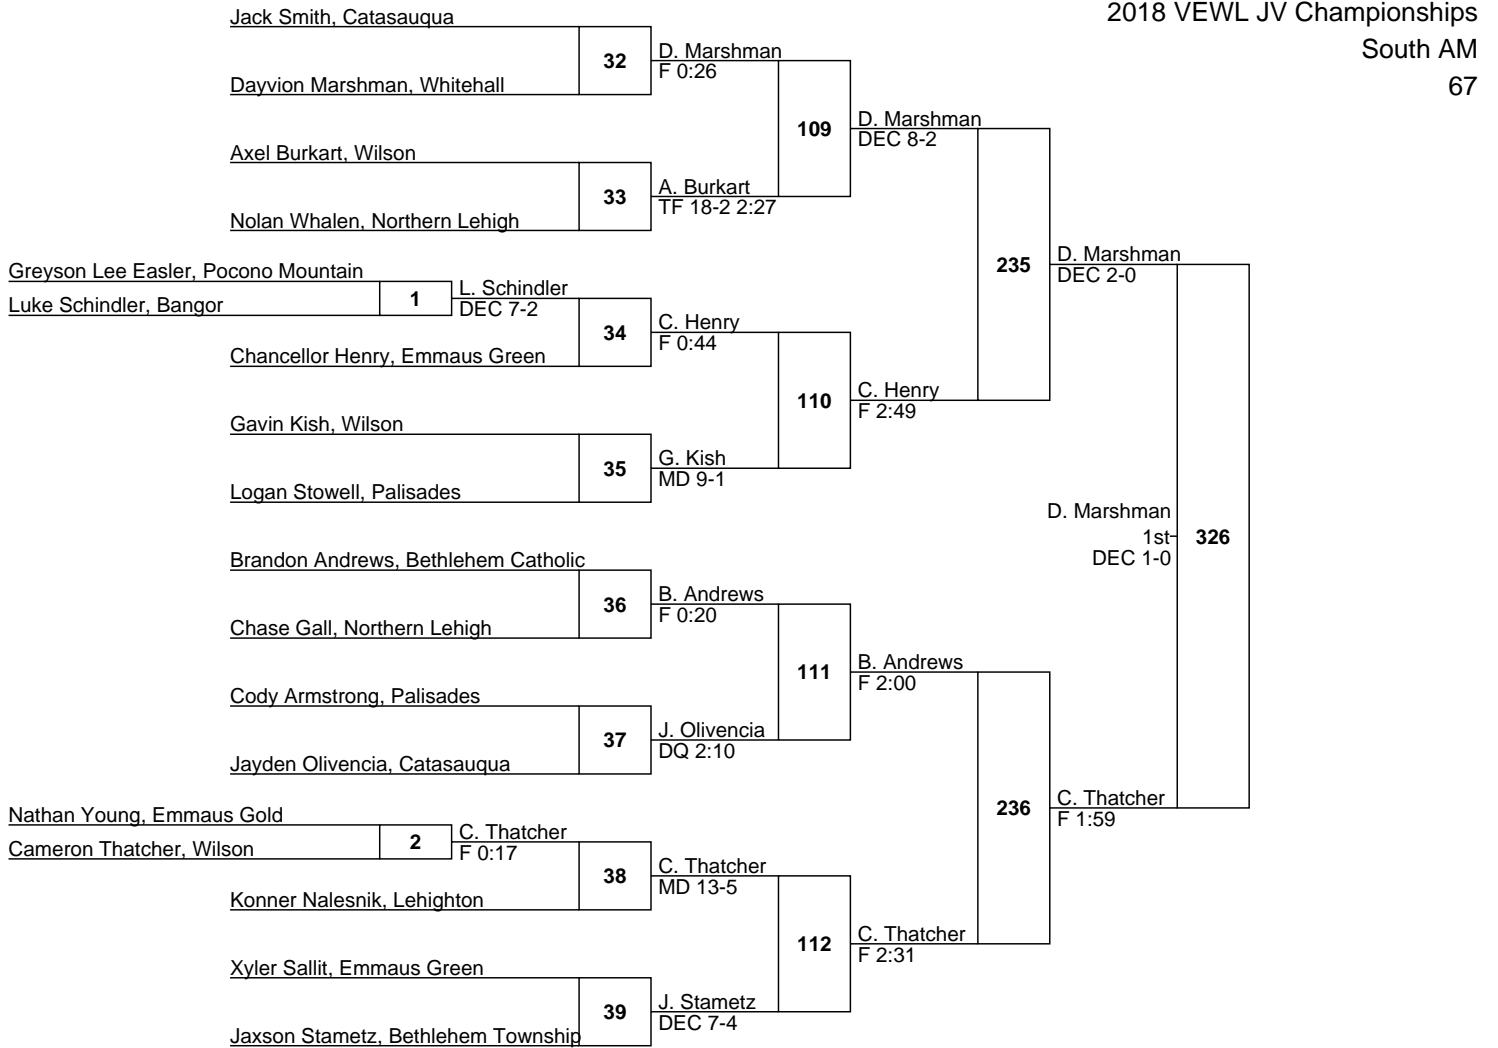 2018 VEWL JV Championships
South AM
67
Jack Smith, Catasauqua
32
D. Marshman
F 0:26
Dayvion Marshman, Whitehall
109
D. Marshman
DEC 8-2
Axel Burkart, Wilson
33
A. Burkart
TF 18-2 2:27
Nolan Whalen, Northern Lehigh
235
D. Marshman
DEC 2-0
Greyson Lee Easler, Pocono Mountain
1
L. Schindler
DEC 7-2
Luke Schindler, Bangor
34
C. Henry
F 0:44
Chancellor Henry, Emmaus Green
110
C. Henry
F 2:49
Gavin Kish, Wilson
35
G. Kish
MD 9-1
Logan Stowell, Palisades
D. Marshman
1st
DEC 1-0
326
Brandon Andrews, Bethlehem Catholic
36
B. Andrews
F 0:20
Chase Gall, Northern Lehigh
111
B. Andrews
F 2:00
Cody Armstrong, Palisades
37
J. Olivencia
DQ 2:10
Jayden Olivencia, Catasauqua
236
C. Thatcher
F 1:59
Nathan Young, Emmaus Gold
2
C. Thatcher
F 0:17
Cameron Thatcher, Wilson
38
C. Thatcher
MD 13-5
Konner Nalesnik, Lehighton
112
C. Thatcher
F 2:31
Xyler Sallit, Emmaus Green
39
J. Stametz
DEC 7-4
Jaxson Stametz, Bethlehem Township